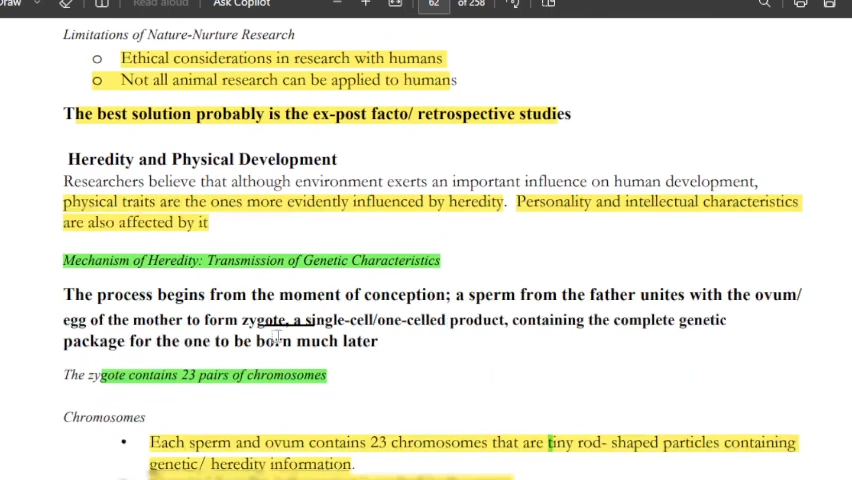 Draw
Read aloud
Ask Copilot
62 of 258
Limitations of Nature-Nurture Research
o Ethical considerations in research with humans
o Not all animal research can be applied to humans
The best solution probably is the ex-post facto/ retrospective studies
Heredity and Physical Development
Researchers believe that although environment exerts an important influence on human development,
physical traits are the ones more evidently influenced by heredity. Personality and intellectual characteristics
are also affected by it
Mechanism of Heredity: Transmission of Genetic Characteristics
The process begins from the moment of conception; a sperm from the father unites with the ovum/
egg of the mother to form zygote, a single-cell/one-celled product, containing the complete genetic
package for the one to be born much later
The zygote contains 23 pairs of chromosomes
Chromosomes
• Each sperm and ovum contains 23 chromosomes that are tiny rod- shaped particles containing
genetic/ heredity information.